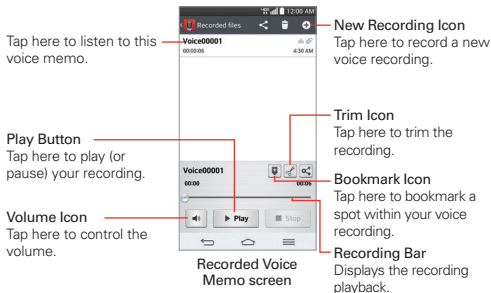 12:00 AM
Recorded files
New Recording Icon
Tap here to record a new
voice recording.
Tap here to listen to this
voice memo.
Voice00001
00:00:06
4:30 AM
Trim Icon
Tap here to trim the
recording.
Play Button
Tap here to play (or
pause) your recording.
Voice00001
00:00
00:06
Bookmark Icon
Tap here to bookmark a
spot within your voice
recording.
Volume Icon
Tap here to control the
volume.
Play
Stop
Recording Bar
Displays the recording
playback.
Recorded Voice
Memo screen